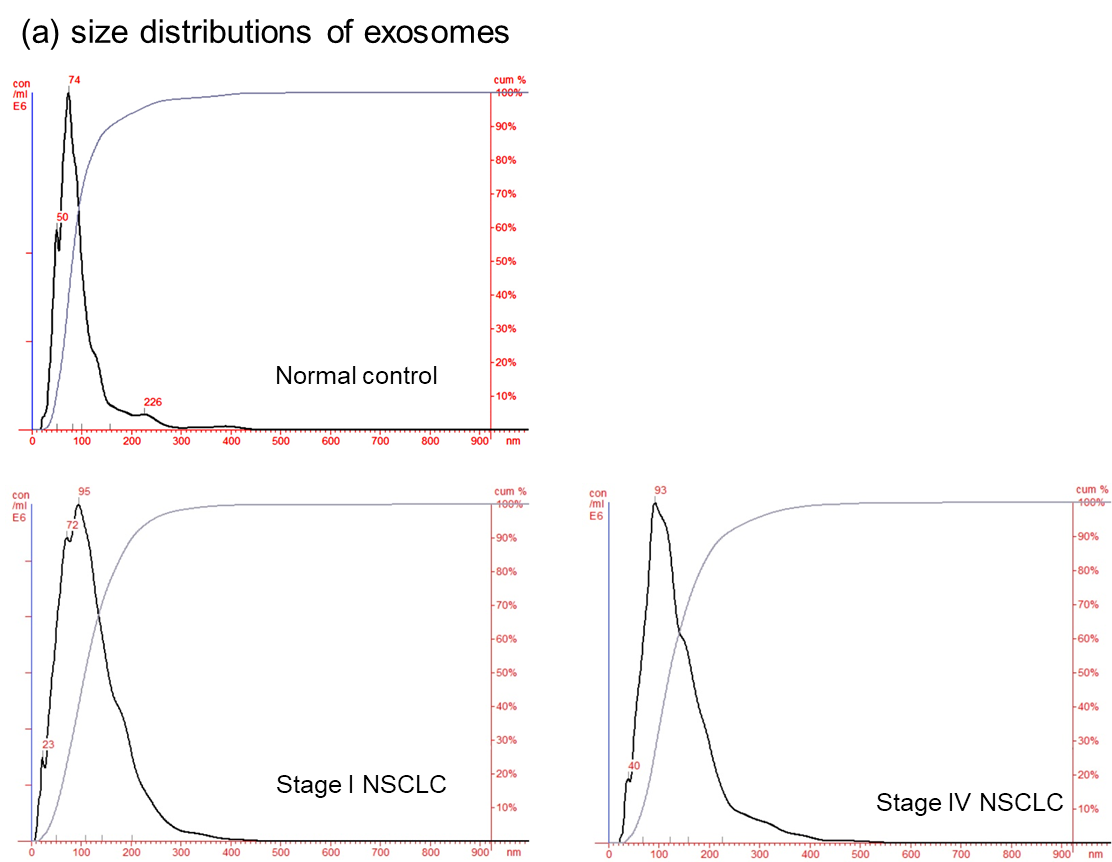 (a) size distributions of exosomes
con
/ml
E6
74
50
226
cum %
100%
90%
80%
70%
60%
50%
40%
30%
20%
10%
Normal control
0 100 200 300 400 500 600 700 800 900 nm
con
/ml
E6
95
72
23
cum %
100%
90%
80%
70%
60%
50%
40%
30%
20%
10%
Stage I NSCLC
0 100 200 300 400 500 600 700 800 900 nm
con
/ml
E6
93
40
cum %
100%
90%
80%
70%
60%
50%
40%
30%
20%
10%
Stage IV NSCLC
0 100 200 300 400 500 600 700 800 900 nm